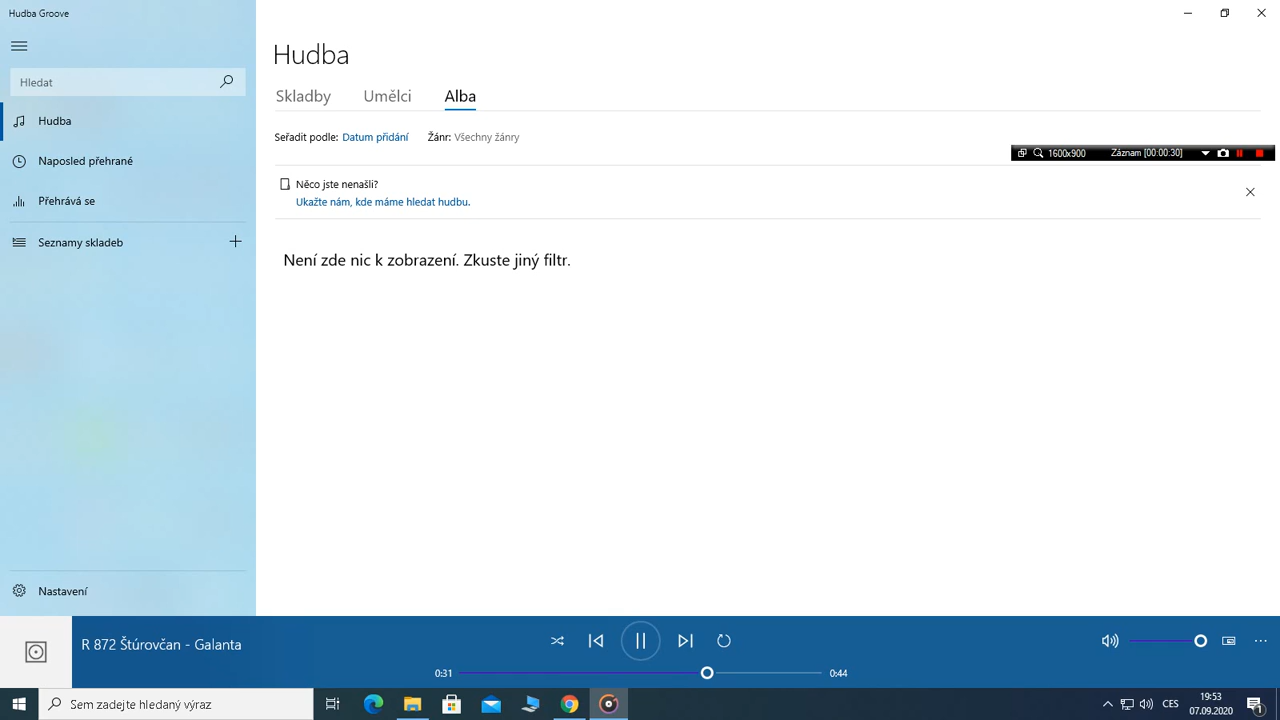 Hudba Groove
Hledat
Hudba
Naposled přehrané
Přehrává se
Seznamy skladeb
Nastavení
Hudba
Skladby Umělci Alba
Seřadit podle: Datum přidání Žánr: Všechny žánry
1600x900 Záznam [00:00:30]
Něco jste nenašli?
Ukažte nám, kde máme hledat hudbu.
Není zde nic k zobrazení. Zkuste jiný filtr.
R 872 Štúrovčan - Galanta
0:31 0:44
Sem zadejte hledaný výraz
CES
19:53
07.09.2020
1